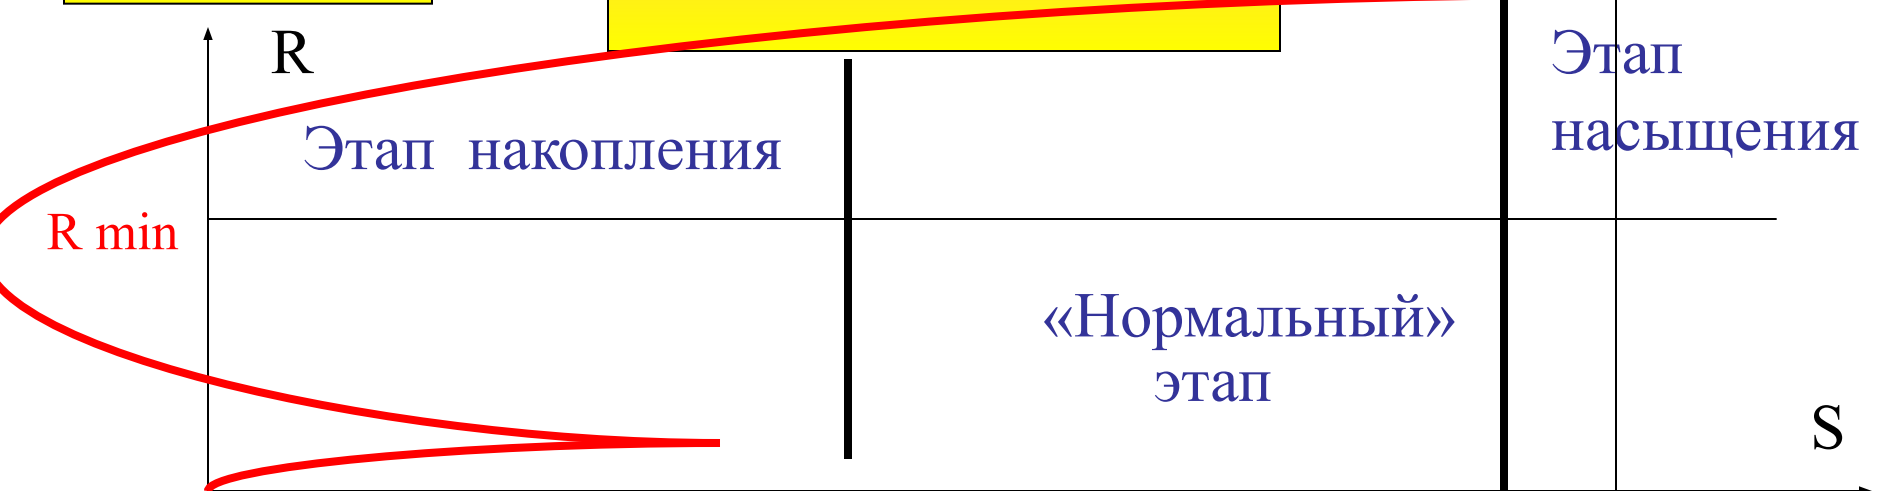 R
Этап
насыщения
Этап накопления
R min
«Нормальный»
этап
S